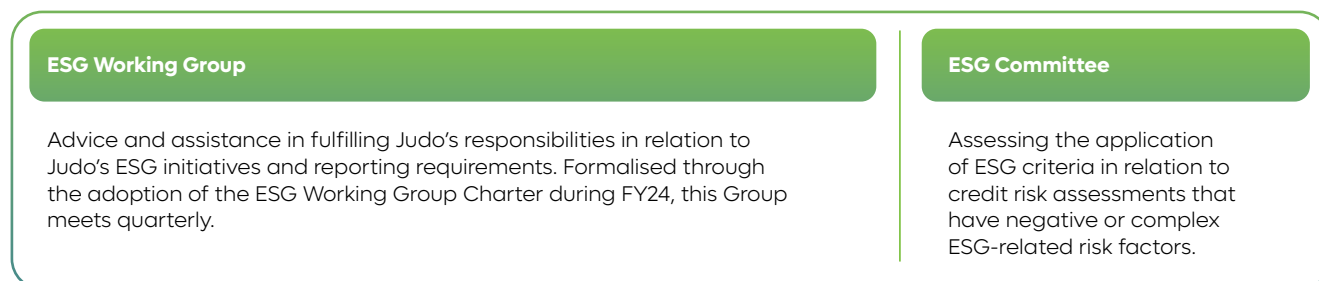 ESG Working Group
Advice and assistance in fulfilling Judo’s responsibilities in relation to
Judo’s ESG initiatives and reporting requirements. Formalised through
the adoption of the ESG Working Group Charter during FY24, this Group
meets quarterly.
ESG Committee
Assessing the application
of ESG criteria in relation to
credit risk assessments that
have negative or complex
ESG-related risk factors.